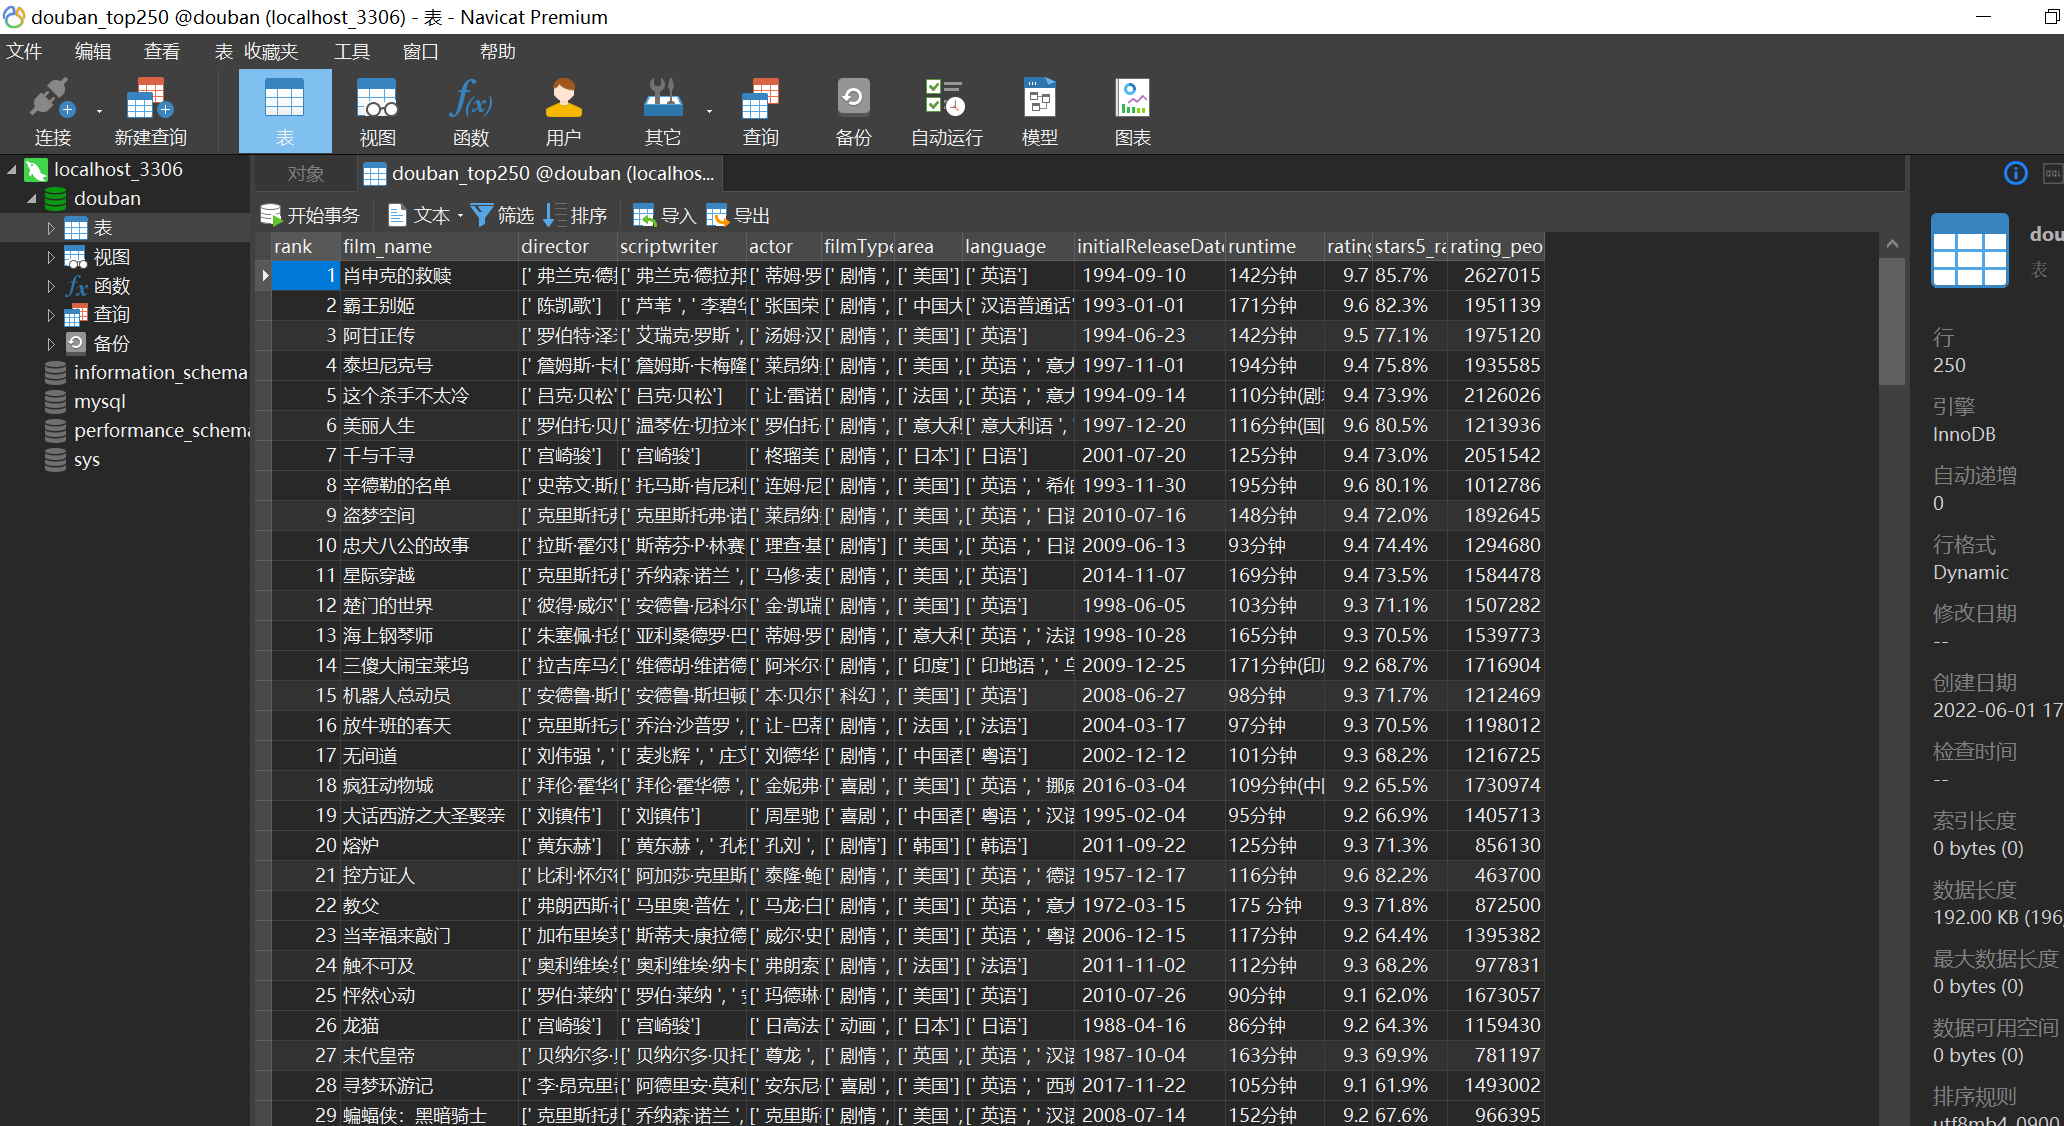 douban_top250 @douban (localhost_3306) - 表 - Navicat Premium
文件 编辑 查看 表 收藏夹 工具 窗口 帮助
连接 新建查询 表 视图 函数 用户 其它 查询 备份 自动运行 模型 图表
localhost_3306
douban
表
视图
函数
查询
备份
information_schema
mysql
performance_schema
sys
对象 douban_top250 @douban (localhos...
开始事务 文本 筛选 排序 导入 导出
rank film_name director scriptwriter actor filmType area language initialReleaseDate runtime rating stars5_ra rating_peo
1 肖申克的救赎 [' 弗兰克·德拉 [' 弗兰克·德拉邦 [' 蒂姆·罗 [' 剧情 ', [' 美国'] [' 英语'] 1994-09-10 142分钟 9.7 85.7% 2627015
2 霸王别姬 [' 陈凯歌'] [' 芦苇 ', ' 李碧华 [' 张国荣 [' 剧情 ', [' 中国大 [' 汉语普通话' 1993-01-01 171分钟 9.6 82.3% 1951139
3 阿甘正传 [' 罗伯特·泽 [' 艾瑞克·罗斯 ', [' 汤姆·汉 [' 剧情 ', [' 美国'] [' 英语'] 1994-06-23 142分钟 9.5 77.1% 1975120
4 泰坦尼克号 [' 詹姆斯·卡梅 [' 詹姆斯·卡梅隆 [' 莱昂纳 [' 剧情 ', [' 美国'] [' 英语 ', ' 意大 1997-11-01 194分钟 9.4 75.8% 1935585
5 这个杀手不太冷 [' 吕克·贝松' [' 吕克·贝松'] [' 让·雷诺 [' 剧情 ', [' 法国 ', [' 英语 ', ' 意大 1994-09-14 110分钟(剧 9.4 73.9% 2126026
6 美丽人生 [' 罗伯托·贝 [' 温琴佐·切拉米 [' 罗伯托· [' 剧情 ', [' 意大利 [' 意大利语 ', ' 1997-12-20 116分钟(国 9.6 80.5% 1213936
7 千与千寻 [' 宫崎骏'] [' 宫崎骏'] [' 柊瑠美 [' 剧情 ', [' 日本'] [' 日语'] 2001-07-20 125分钟 9.4 73.0% 2051542
8 辛德勒的名单 [' 史蒂文·斯 [' 托马斯·肯尼利 [' 连姆·尼 [' 剧情 ', [' 美国'] [' 英语 ', ' 希伯 1993-11-30 195分钟 9.6 80.1% 1012786
9 盗梦空间 [' 克里斯托弗 [' 克里斯托弗·诺 [' 莱昂纳 [' 剧情 ', [' 美国 ', [' 英语 ', ' 日语 2010-07-16 148分钟 9.4 72.0% 1892645
10 忠犬八公的故事 [' 拉斯·霍尔 [' 斯蒂芬·P·林赛 [' 理查·基 [' 剧情'] [' 美国 ', [' 英语 ', ' 日语 2009-06-13 93分钟 9.4 74.4% 1294680
11 星际穿越 [' 克里斯托弗 [' 乔纳森·诺兰 ', [' 马修·麦 [' 剧情 ', [' 美国 ', [' 英语'] 2014-11-07 169分钟 9.4 73.5% 1584478
12 楚门的世界 [' 彼得·威尔' [' 安德鲁·尼科尔 [' 金·凯瑞 [' 剧情 ', [' 美国'] [' 英语'] 1998-06-05 103分钟 9.3 71.1% 1507282
13 海上钢琴师 [' 朱塞佩·托 [' 亚利桑德罗·巴 [' 蒂姆·罗 [' 剧情 ', [' 意大利 [' 英语 ', ' 法语 1998-10-28 165分钟 9.3 70.5% 1539773
14 三傻大闹宝莱坞 [' 拉吉库马尔 [' 维德胡·维诺德 [' 阿米尔· [' 剧情 ', [' 印度'] [' 印地语 ', ' 乌 2009-12-25 171分钟(印 9.2 68.7% 1716904
15 机器人总动员 [' 安德鲁·斯 [' 安德鲁·斯坦顿 [' 本·贝尔 [' 科幻 ', [' 美国'] [' 英语'] 2008-06-27 98分钟 9.3 71.7% 1212469
16 放牛班的春天 [' 克里斯托夫 [' 乔治·沙普罗 ', [' 让-巴蒂 [' 剧情 ', [' 法国 ', [' 法语'] 2004-03-17 97分钟 9.3 70.5% 1198012
17 无间道 [' 刘伟强 ', ' [' 麦兆辉 ', ' 庄文 [' 刘德华 [' 剧情 ', [' 中国香 [' 粤语'] 2002-12-12 101分钟 9.3 68.2% 1216725
18 疯狂动物城 [' 拜伦·霍华德 [' 拜伦·霍华德 ', [' 金妮弗· [' 喜剧 ', [' 美国'] [' 英语 ', ' 挪威 2016-03-04 109分钟(中 9.2 65.5% 1730974
19 大话西游之大圣娶亲 [' 刘镇伟'] [' 刘镇伟'] [' 周星驰 [' 喜剧 ', [' 中国香 [' 粤语 ', ' 汉语 1995-02-04 95分钟 9.2 66.9% 1405713
20 熔炉 [' 黄东赫'] [' 黄东赫 ', ' 孔枝 [' 孔刘 ', [' 剧情'] [' 韩国'] [' 韩语'] 2011-09-22 125分钟 9.3 71.3% 856130
21 控方证人 [' 比利·怀尔德 [' 阿加莎·克里斯 [' 泰隆·鲍 [' 剧情 ', [' 美国'] [' 英语 ', ' 德语 1957-12-17 116分钟 9.6 82.2% 463700
22 教父 [' 弗朗西斯· [' 马里奥·普佐 ', [' 马龙·白 [' 剧情 ', [' 美国'] [' 英语 ', ' 意大 1972-03-15 175 分钟 9.3 71.8% 872500
23 当幸福来敲门 [' 加布里埃莱 [' 斯蒂夫·康拉德 [' 威尔·史 [' 剧情 ', [' 美国'] [' 英语 ', ' 粤语 2006-12-15 117分钟 9.2 64.4% 1395382
24 触不可及 [' 奥利维埃· [' 奥利维埃·纳卡 [' 弗朗索 [' 剧情 ', [' 法国'] [' 法语'] 2011-11-02 112分钟 9.3 68.2% 977831
25 怦然心动 [' 罗伯·莱纳' [' 罗伯·莱纳 ', ' [' 玛德琳· [' 剧情 ', [' 美国'] [' 英语'] 2010-07-26 90分钟 9.1 62.0% 1673057
26 龙猫 [' 宫崎骏'] [' 宫崎骏'] [' 日高法 [' 动画 ', [' 日本'] [' 日语'] 1988-04-16 86分钟 9.2 64.3% 1159430
27 末代皇帝 [' 贝纳尔多· [' 贝纳尔多·贝托 [' 尊龙 ', [' 剧情 ', [' 英国 ', [' 英语 ', ' 汉语 1987-10-04 163分钟 9.3 69.9% 781197
28 寻梦环游记 [' 李·昂克里 [' 阿德里安·莫利 [' 安东尼· [' 喜剧 ', [' 美国'] [' 英语 ', ' 西班 2017-11-22 105分钟 9.1 61.9% 1493002
29 蝙蝠侠：黑暗骑士 [' 克里斯托弗 [' 乔纳森·诺兰 ', [' 克里斯 [' 剧情 ', [' 美国 ', [' 英语 ', ' 汉语 2008-07-14 152分钟 9.2 67.6% 966395
dou
表
行
250
引擎
InnoDB
自动递增
0
行格式
Dynamic
修改日期
--
创建日期
2022-06-01 17
检查时间
--
索引长度
0 bytes (0)
数据长度
192.00 KB (196,
最大数据长度
0 bytes (0)
数据可用空间
0 bytes (0)
排序规则
utf8mb4_0900